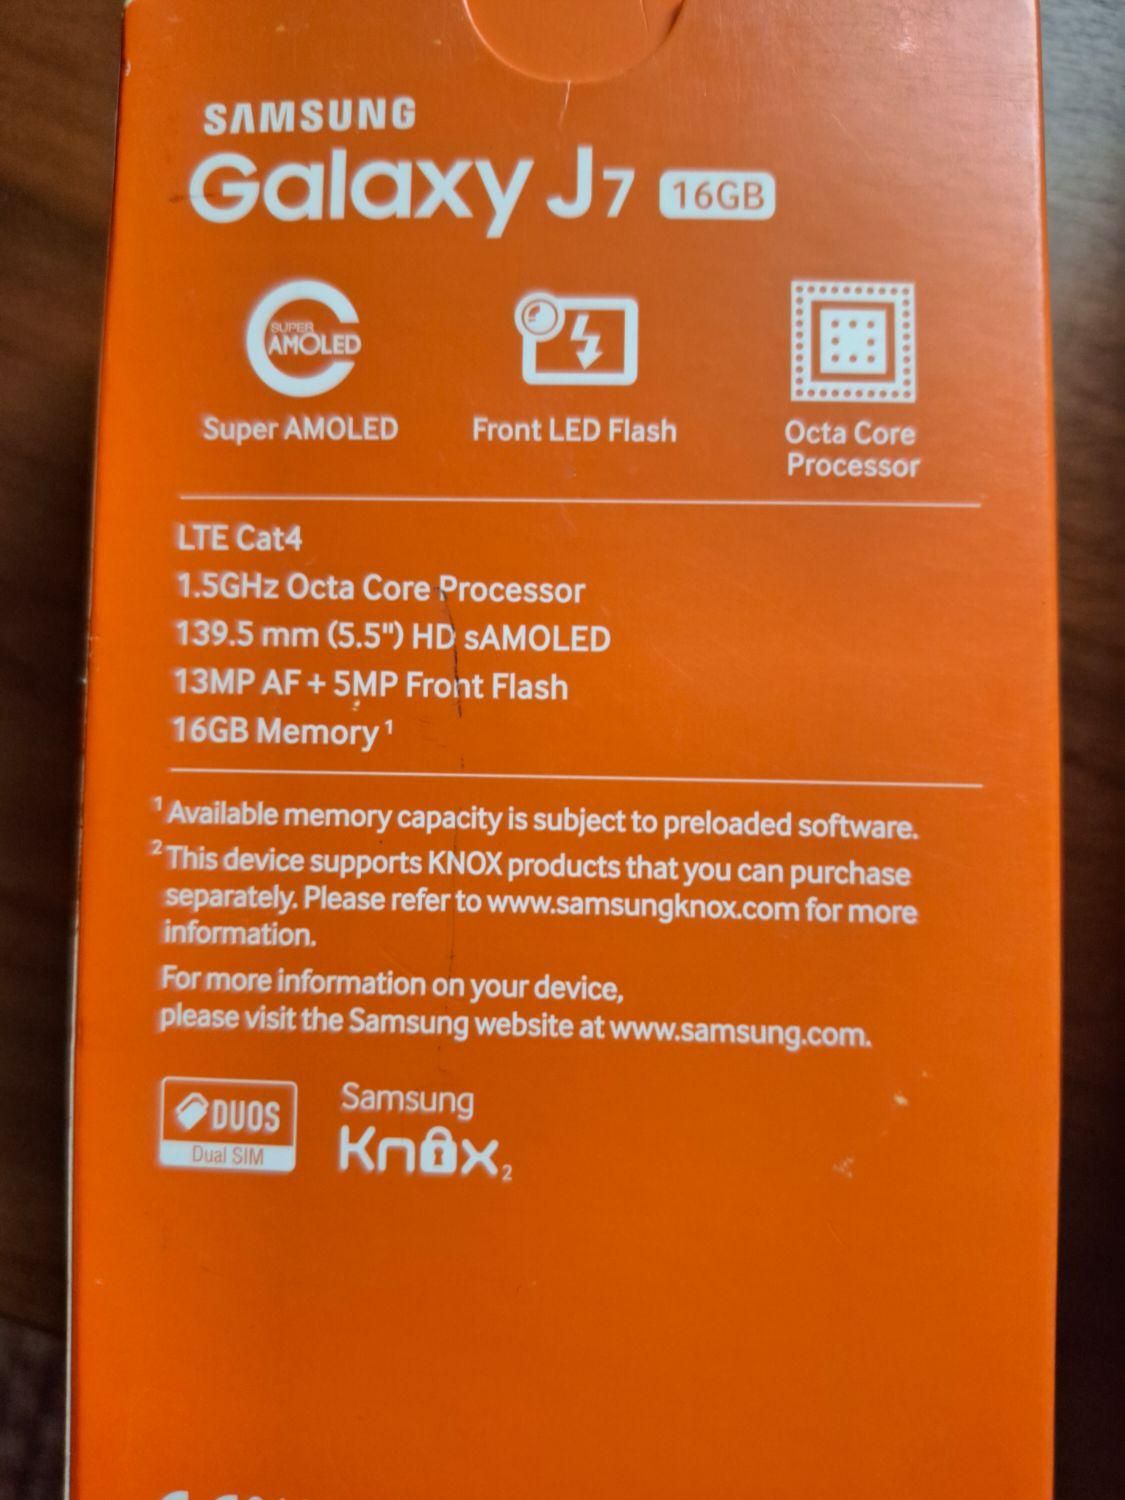 SAMSUNG
Galaxy J7 16GB
SUPER
AMOLED
Super AMOLED
Front LED Flash
Octa Core
Processor
LTE Cat4
1.5GHz Octa Core Processor
139.5 mm (5.5") HD sAMOLED
13MP AF + 5MP Front Flash
16GB Memory ¹
¹ Available memory capacity is subject to preloaded software.
² This device supports KNOX products that you can purchase
separately. Please refer to www.samsungknox.com for more
information.
For more information on your device,
please visit the Samsung website at www.samsung.com.
DUOS
Dual SIM
Samsung
Knox₂